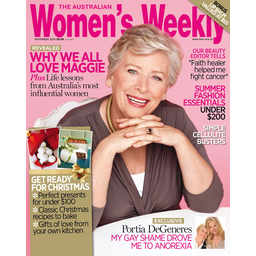 THE AUSTRALIAN
Women's Weekly
REVEALED
WHY WE ALL
LOVE MAGGIE
Plus Life lessons
from Australia's most
influential women
OUR BEAUTY
EDITOR TELLS
"Faith healer
helped me
fight cancer"
SUMMER
FASHION
ESSENTIALS
UNDER
$200
SIMPLE
CELLULITE
BUSTERS
GET READY
FOR CHRISTMAS
Perfect presents
for under $100
Classic Christmas
recipes to bake
Gifts of love from
your own kitchen
EXCLUSIVE
Portia DeGeneres
MY GAY SHAME DROVE
ME TO ANOREXIA